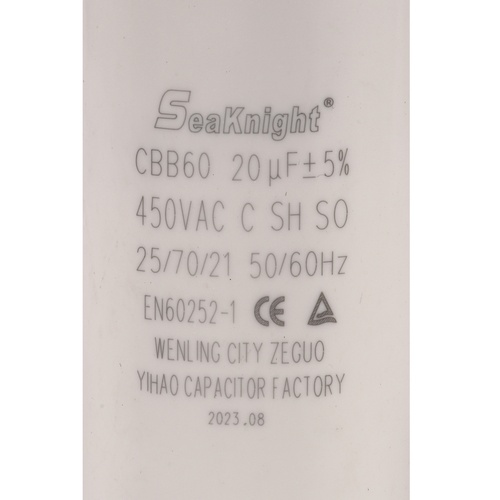 SeaKnight®
CBB60 20μF±5%
450VAC C SH SO
25/70/21 50/60Hz
EN60252-1 CE
WENLING CITY ZEGUO
YIHAO CAPACITOR FACTORY
2023.08